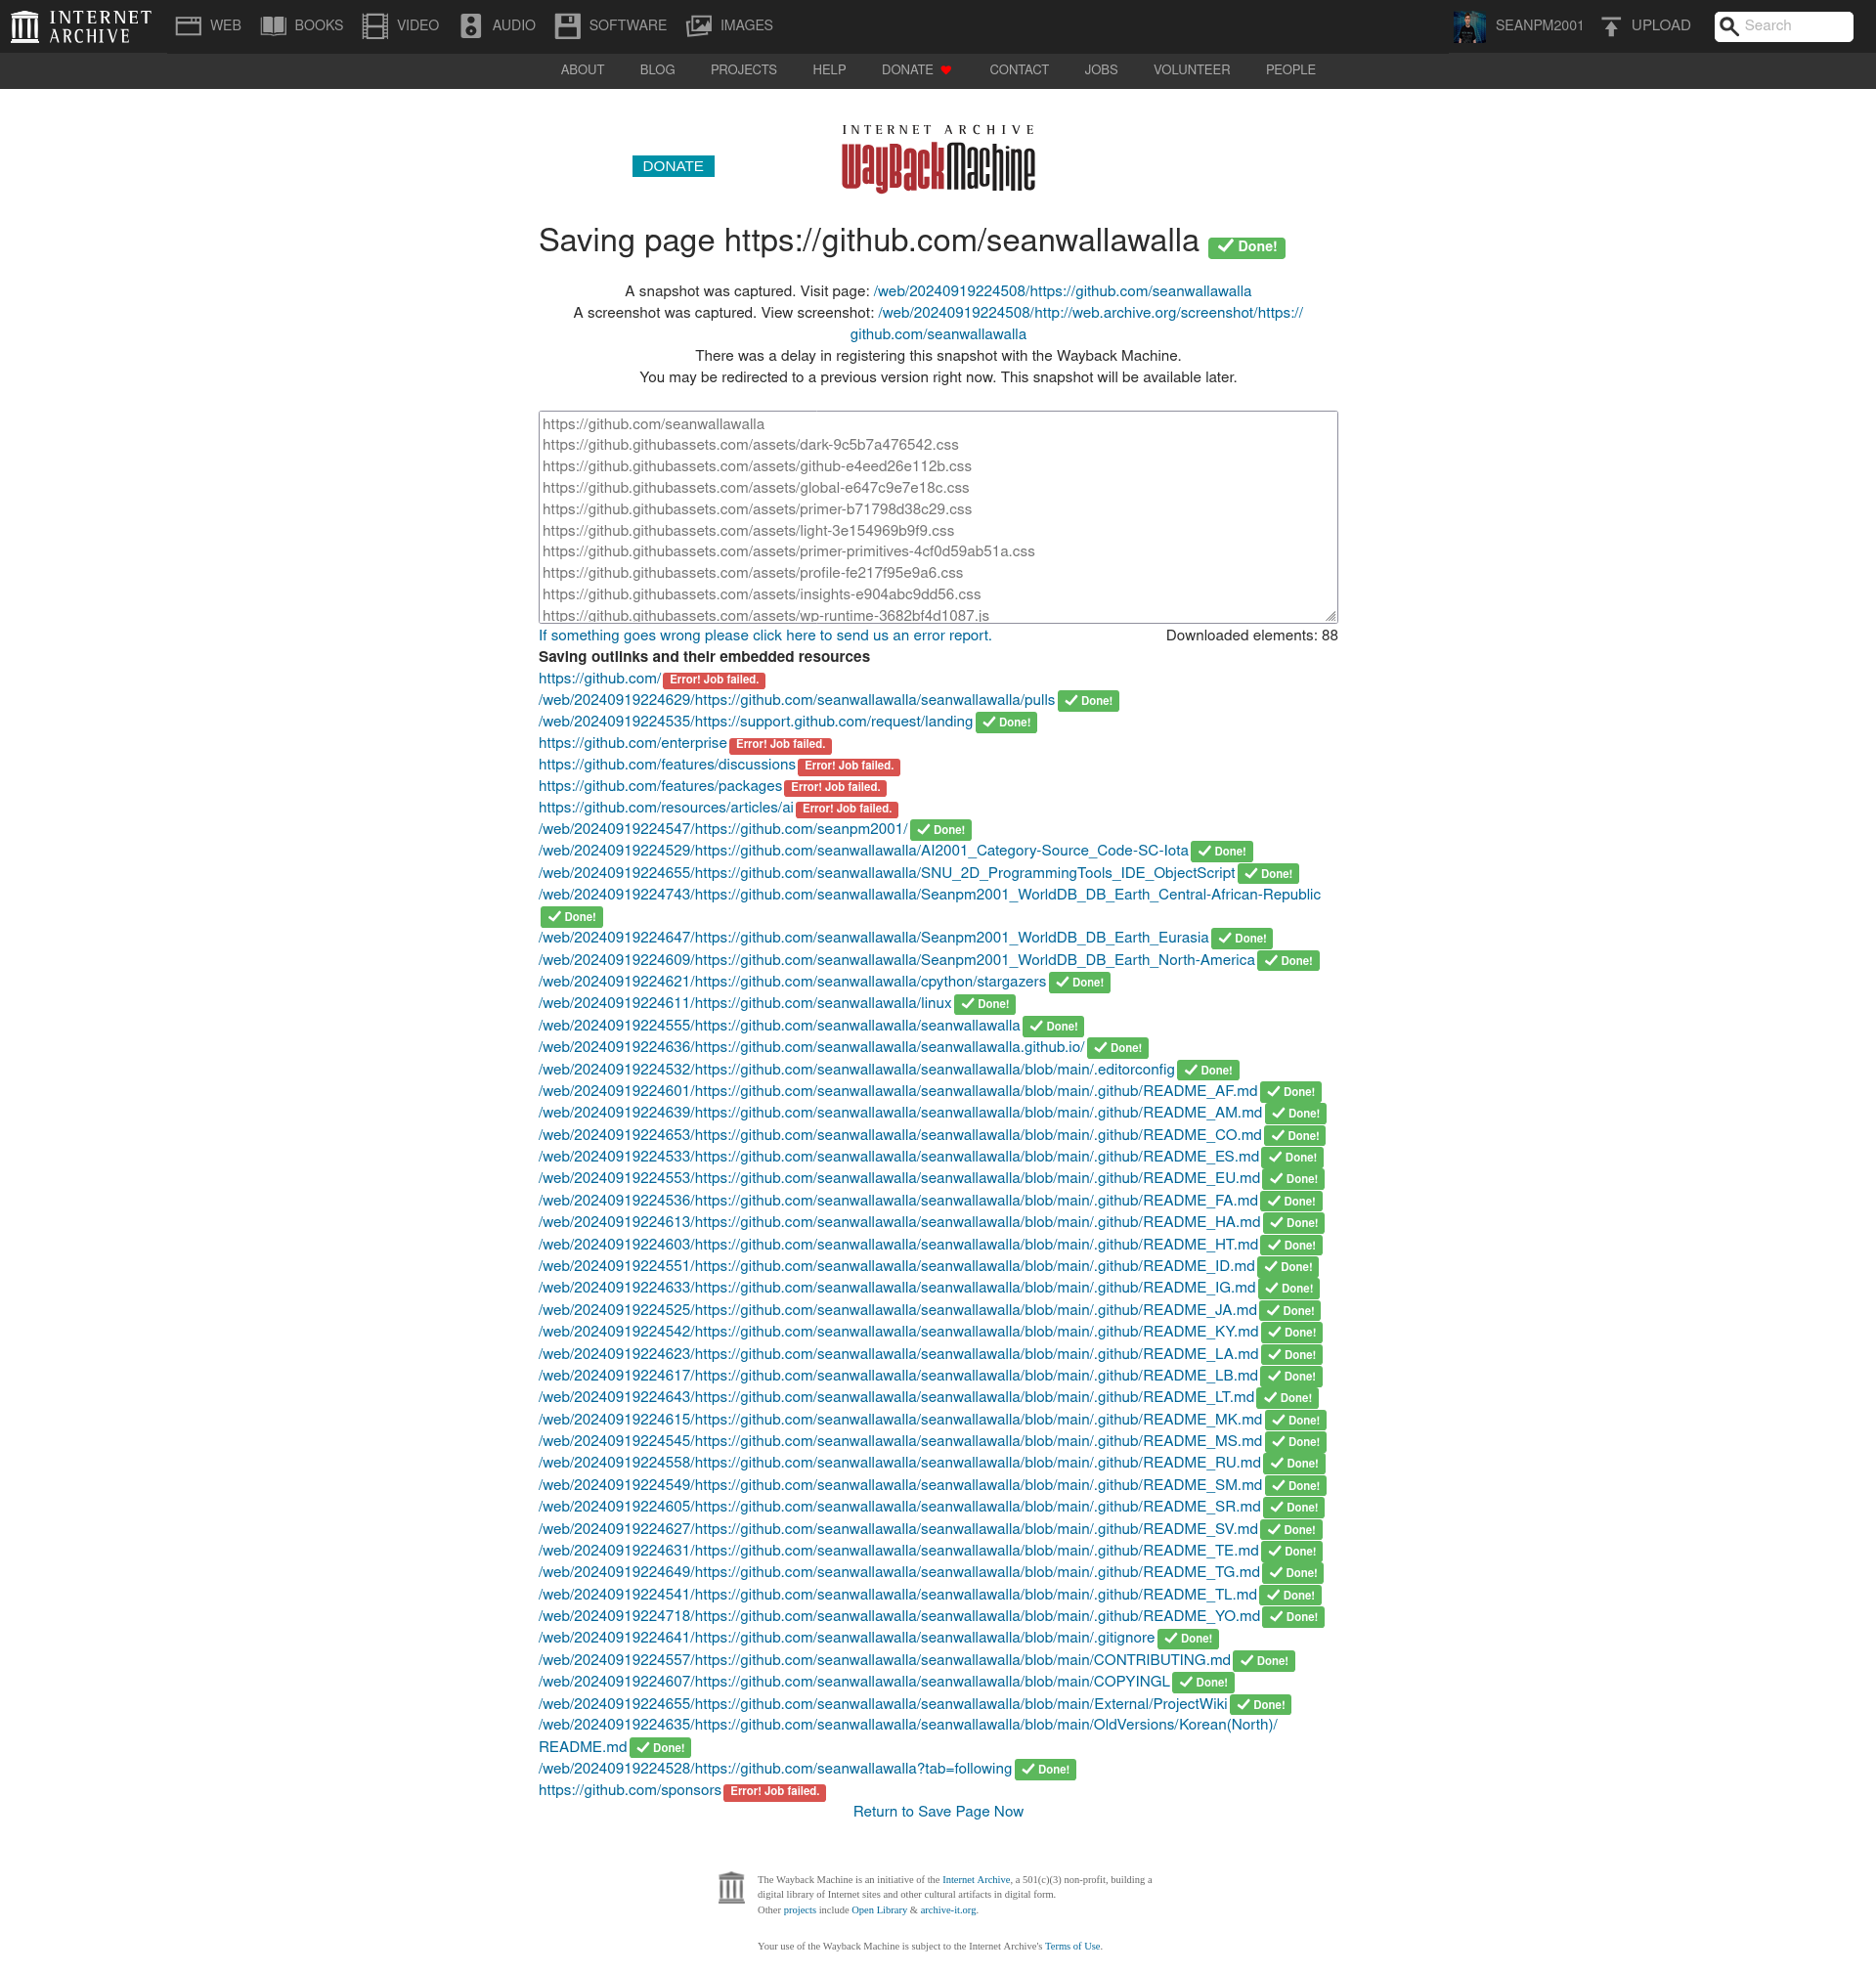 INTERNET ARCHIVE
WEB BOOKS VIDEO AUDIO SOFTWARE IMAGES SEANPM2001 UPLOAD Search
ABOUT BLOG PROJECTS HELP DONATE CONTACT JOBS VOLUNTEER PEOPLE
INTERNET ARCHIVE
DONATE WayBackMachine
Saving page https://github.com/seanwallawalla Done!
A snapshot was captured. Visit page: /web/20240919224508/https://github.com/seanwallawalla
A screenshot was captured. View screenshot: /web/20240919224508/http://web.archive.org/screenshot/https://
github.com/seanwallawalla
There was a delay in registering this snapshot with the Wayback Machine.
You may be redirected to a previous version right now. This snapshot will be available later.
https://github.com/seanwallawalla
https://github.githubassets.com/assets/dark-9c5b7a476542.css
https://github.githubassets.com/assets/github-e4eed26e112b.css
https://github.githubassets.com/assets/global-e647c9e7e18c.css
https://github.githubassets.com/assets/primer-b71798d38c29.css
https://github.githubassets.com/assets/light-3e154969b9f9.css
https://github.githubassets.com/assets/primer-primitives-4cf0d59ab51a.css
https://github.githubassets.com/assets/profile-fe217f95e9a6.css
https://github.githubassets.com/assets/insights-e904abc9dd56.css
https://github.githubassets.com/assets/wp-runtime-3682bf4d1087.js
If something goes wrong please click here to send us an error report. Downloaded elements: 88
Saving outlinks and their embedded resources
https://github.com/ Error! Job failed.
/web/20240919224629/https://github.com/seanwallawalla/seanwallawalla/pulls Done!
/web/20240919224535/https://support.github.com/request/landing Done!
https://github.com/enterprise Error! Job failed.
https://github.com/features/discussions Error! Job failed.
https://github.com/features/packages Error! Job failed.
https://github.com/resources/articles/ai Error! Job failed.
/web/20240919224547/https://github.com/seanpm2001/ Done!
/web/20240919224529/https://github.com/seanwallawalla/AI2001_Category-Source_Code-SC-Iota Done!
/web/20240919224655/https://github.com/seanwallawalla/SNU_2D_ProgrammingTools_IDE_ObjectScript Done!
/web/20240919224743/https://github.com/seanwallawalla/Seanpm2001_WorldDB_DB_Earth_Central-African-Republic
Done!
/web/20240919224647/https://github.com/seanwallawalla/Seanpm2001_WorldDB_DB_Earth_Eurasia Done!
/web/20240919224609/https://github.com/seanwallawalla/Seanpm2001_WorldDB_DB_Earth_North-America Done!
/web/20240919224621/https://github.com/seanwallawalla/cpython/stargazers Done!
/web/20240919224611/https://github.com/seanwallawalla/linux Done!
/web/20240919224555/https://github.com/seanwallawalla/seanwallawalla Done!
/web/20240919224636/https://github.com/seanwallawalla/seanwallawalla.github.io/ Done!
/web/20240919224532/https://github.com/seanwallawalla/seanwallawalla/blob/main/.editorconfig Done!
/web/20240919224601/https://github.com/seanwallawalla/seanwallawalla/blob/main/.github/README_AF.md Done!
/web/20240919224639/https://github.com/seanwallawalla/seanwallawalla/blob/main/.github/README_AM.md Done!
/web/20240919224653/https://github.com/seanwallawalla/seanwallawalla/blob/main/.github/README_CO.md Done!
/web/20240919224533/https://github.com/seanwallawalla/seanwallawalla/blob/main/.github/README_ES.md Done!
/web/20240919224553/https://github.com/seanwallawalla/seanwallawalla/blob/main/.github/README_EU.md Done!
/web/20240919224536/https://github.com/seanwallawalla/seanwallawalla/blob/main/.github/README_FA.md Done!
/web/20240919224613/https://github.com/seanwallawalla/seanwallawalla/blob/main/.github/README_HA.md Done!
/web/20240919224603/https://github.com/seanwallawalla/seanwallawalla/blob/main/.github/README_HT.md Done!
/web/20240919224551/https://github.com/seanwallawalla/seanwallawalla/blob/main/.github/README_ID.md Done!
/web/20240919224633/https://github.com/seanwallawalla/seanwallawalla/blob/main/.github/README_IG.md Done!
/web/20240919224525/https://github.com/seanwallawalla/seanwallawalla/blob/main/.github/README_JA.md Done!
/web/20240919224542/https://github.com/seanwallawalla/seanwallawalla/blob/main/.github/README_KY.md Done!
/web/20240919224623/https://github.com/seanwallawalla/seanwallawalla/blob/main/.github/README_LA.md Done!
/web/20240919224617/https://github.com/seanwallawalla/seanwallawalla/blob/main/.github/README_LB.md Done!
/web/20240919224643/https://github.com/seanwallawalla/seanwallawalla/blob/main/.github/README_LT.md Done!
/web/20240919224615/https://github.com/seanwallawalla/seanwallawalla/blob/main/.github/README_MK.md Done!
/web/20240919224545/https://github.com/seanwallawalla/seanwallawalla/blob/main/.github/README_MS.md Done!
/web/20240919224558/https://github.com/seanwallawalla/seanwallawalla/blob/main/.github/README_RU.md Done!
/web/20240919224549/https://github.com/seanwallawalla/seanwallawalla/blob/main/.github/README_SM.md Done!
/web/20240919224605/https://github.com/seanwallawalla/seanwallawalla/blob/main/.github/README_SR.md Done!
/web/20240919224627/https://github.com/seanwallawalla/seanwallawalla/blob/main/.github/README_SV.md Done!
/web/20240919224631/https://github.com/seanwallawalla/seanwallawalla/blob/main/.github/README_TE.md Done!
/web/20240919224649/https://github.com/seanwallawalla/seanwallawalla/blob/main/.github/README_TG.md Done!
/web/20240919224541/https://github.com/seanwallawalla/seanwallawalla/blob/main/.github/README_TL.md Done!
/web/20240919224718/https://github.com/seanwallawalla/seanwallawalla/blob/main/.github/README_YO.md Done!
/web/20240919224641/https://github.com/seanwallawalla/seanwallawalla/blob/main/.gitignore Done!
/web/20240919224557/https://github.com/seanwallawalla/seanwallawalla/blob/main/CONTRIBUTING.md Done!
/web/20240919224607/https://github.com/seanwallawalla/seanwallawalla/blob/main/COPYINGL Done!
/web/20240919224655/https://github.com/seanwallawalla/seanwallawalla/blob/main/External/ProjectWiki Done!
/web/20240919224635/https://github.com/seanwallawalla/seanwallawalla/blob/main/OldVersions/Korean(North)/
README.md Done!
/web/20240919224528/https://github.com/seanwallawalla?tab=following Done!
https://github.com/sponsors Error! Job failed.
Return to Save Page Now
The Wayback Machine is an initiative of the Internet Archive, a 501(c)(3) non-profit, building a
digital library of Internet sites and other cultural artifacts in digital form.
Other projects include Open Library & archive-it.org.
Your use of the Wayback Machine is subject to the Internet Archive's Terms of Use.